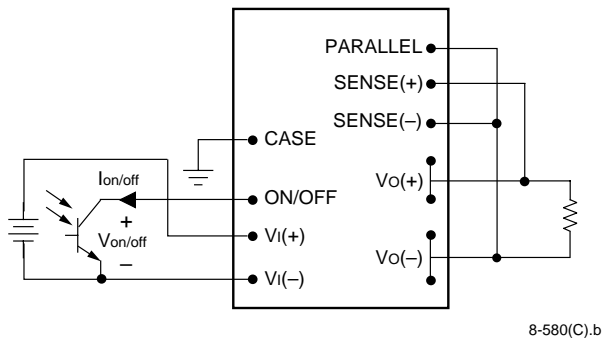 PARALLEL
SENSE(+)
SENSE(–)
CASE
Ion/off
ON/OFF
VO(+)
+
Von/off
VI(+)
–
VI(–)
VO(–)
8-580(C).b